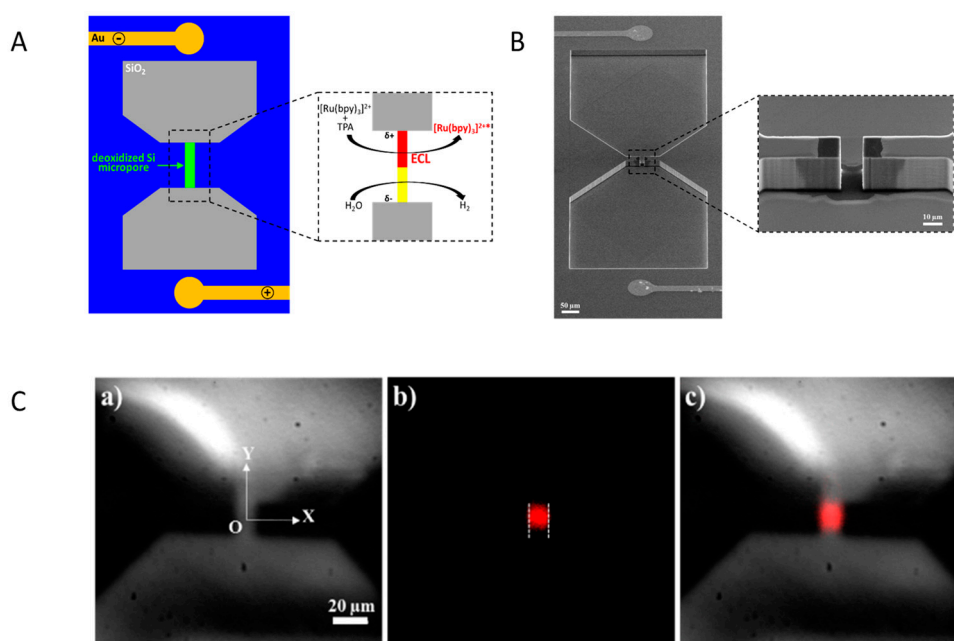 A
Au
−
SiO2
deoxidized Si
micropore
+
[Ru(bpy)3]2+
+
TPA
[Ru(bpy)3]2+*
δ+
ECL
H2O
H2
δ-
B
50 µm
10 µm
C
a)
Y
O
X
20 µm
b)
c)